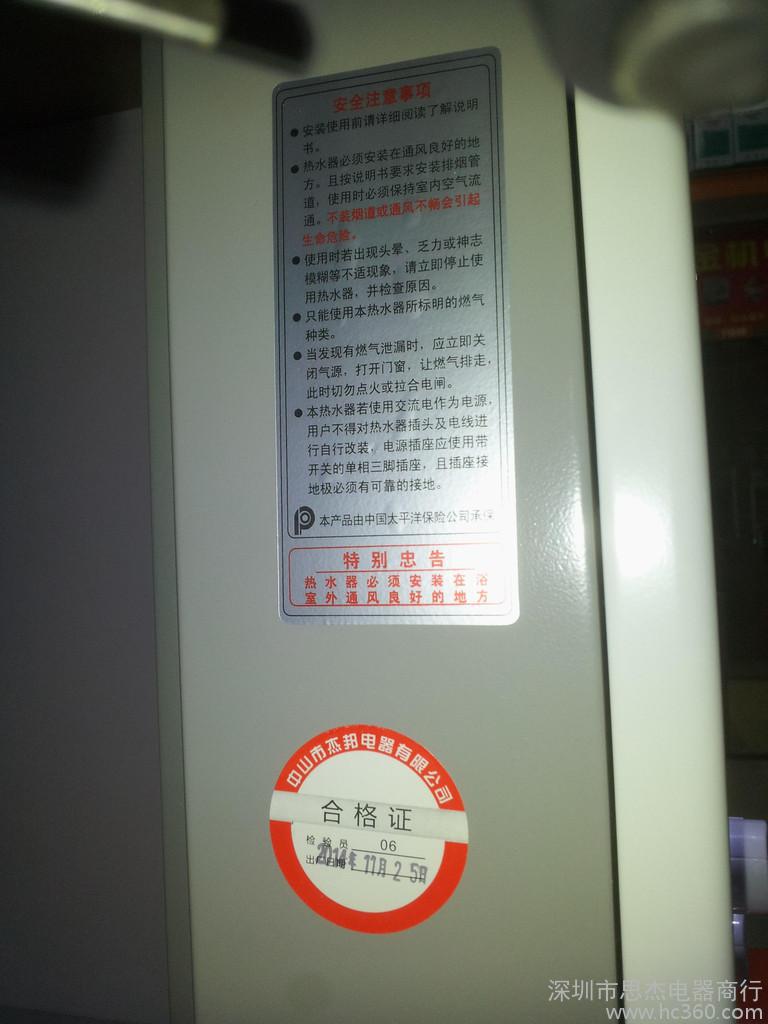 安全注意事项
●安装使用前请详细阅读了解说明
书。
●热水器必须安装在通风良好的地
方。且按说明书要求安装排烟管
道，使用时必须保持室内空气流
通。不装烟道或通风不畅会引起
生命危险。
●使用时若出现头晕、乏力或神志
模糊等不适现象，请立即停止使
用热水器，并检查原因。
●只能使用本热水器所标明的燃气
种类。
●当发现有燃气泄漏时，应立即关
闭气源，打开门窗，让燃气排走，
此时切勿点火或拉合电闸。
●本热水器若使用交流电作为电源，
用户不得对热水器插头及电线进
行自行改装，电源插座应使用带
开关的单相三脚插座，且插座接
地极必须有可靠的接地。
本产品由中国太平洋保险公司承保
特别忠告
热水器必须安装在浴
室外通风良好的地方
中山市杰邦电器有限公司
合格证
检验员 06
出厂日期 2014年11月25日
深圳市思杰电器商行
www.hc360.com